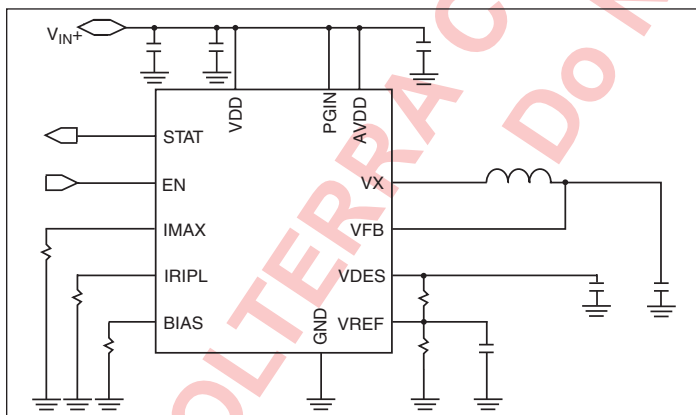 VIN+
VDD
PGIN
AVDD
STAT
EN
IMAX
IRIPL
BIAS
GND
VX
VFB
VDES
VREF
OLTERRA C
Do N